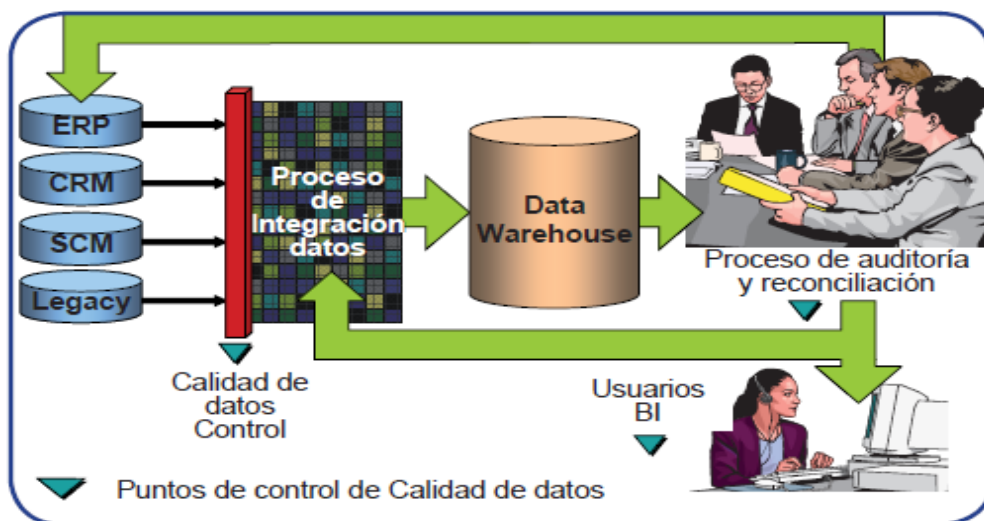 ERP
CRM
SCM
Legacy
Proceso
de
Integración
datos
Data
Warehouse
Proceso de auditoría
y reconciliación
Calidad de
datos
Control
Usuarios
BI
Puntos de control de Calidad de datos